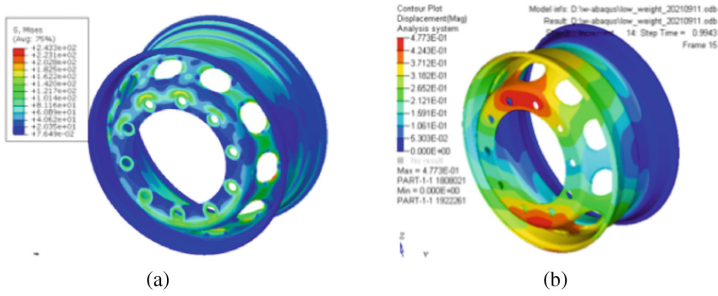 S, Mises
(Avg: 75%)
+2.433e+02
+2.231e+02
+2.028e+02
+1.825e+02
+1.622e+02
+1.420e+02
+1.217e+02
+1.014e+02
+8.116e+01
+6.089e+01
+4.062e+01
+2.035e+01
+7.649e-02
Contour Plot
Displacement(Mag)
Analysis system
4.773E-01
4.243E-01
3.712E-01
3.182E-01
2.652E-01
2.121E-01
1.591E-01
1.061E-01
5.303E-02
0.000E+00
No result
Max = 4.773E-01
PART-1-1 1808021
Min = 0.000E+00
PART-1-1 1922261
Model info: D:\w-abaqus\low_weight_20210911.odb
Result: D:\w-abaqus\low_weight_20210911.odb
14: Step Time = 0.9943
Frame 15
Z
Y
(a)
(b)